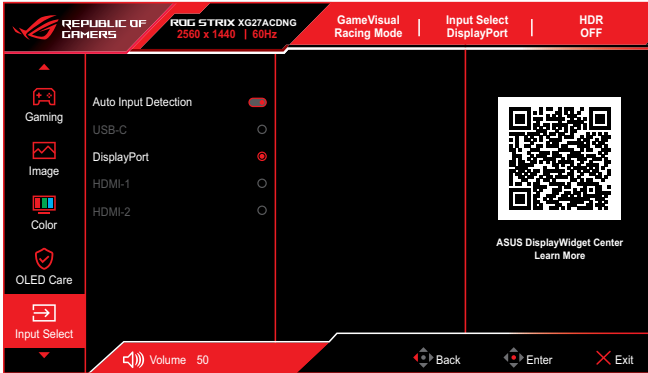 REPUBLIC OF
GAMERS
ROG STRIX XG27ACDNG
2560 x 1440 | 60Hz
GameVisual
Racing Mode
Input Select
DisplayPort
HDR
OFF
Gaming
Image
Color
OLED Care
Input Select
Auto Input Detection
USB-C
DisplayPort
HDMI-1
HDMI-2
ASUS DisplayWidget Center
Learn More
Volume 50
Back
Enter
Exit